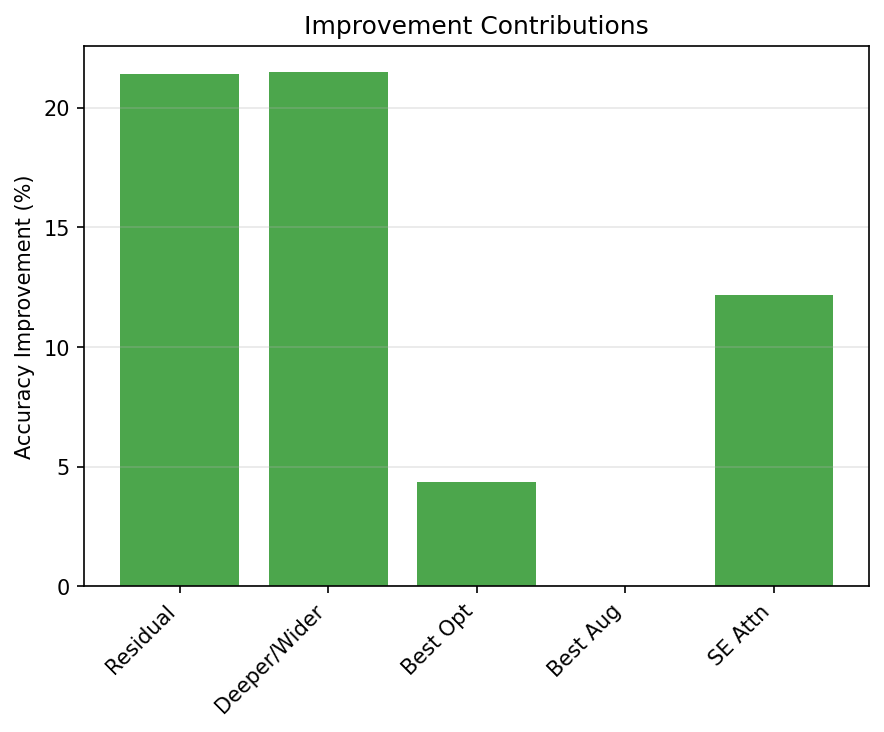 Improvement Contributions
Accuracy Improvement (%)
20
15
10
5
0
Residual
Deeper/Wider
Best Opt
Best Aug
SE Attn